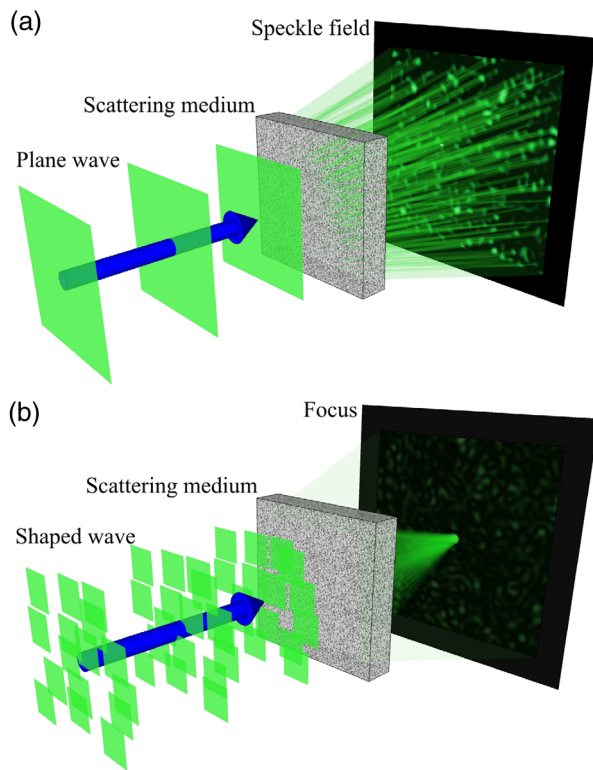 (a)
Speckle field
Scattering medium
Plane wave
(b)
Focus
Scattering medium
Shaped wave